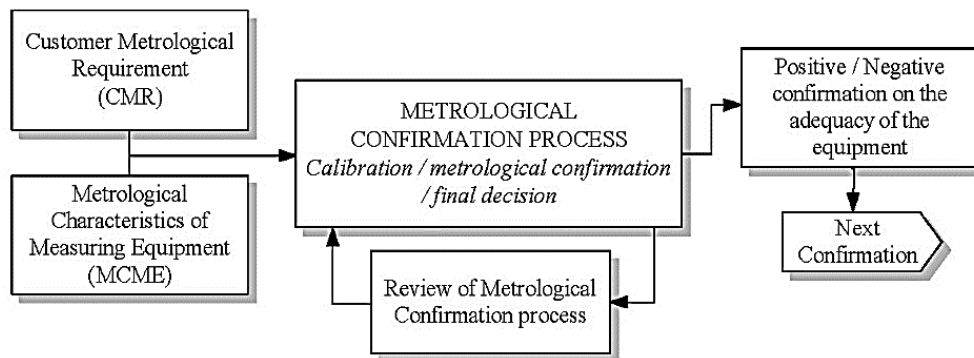 Customer Metrological
Requirement
(CMR)
Metrological
Characteristics of
Measuring Equipment
(MCME)
METROLOGICAL
CONFIRMATION PROCESS
Calibration / metrological confirmation
/ final decision
Review of Metrological
Confirmation process
Positive / Negative
confirmation on the
adequacy of the
equipment
Next
Confirmation